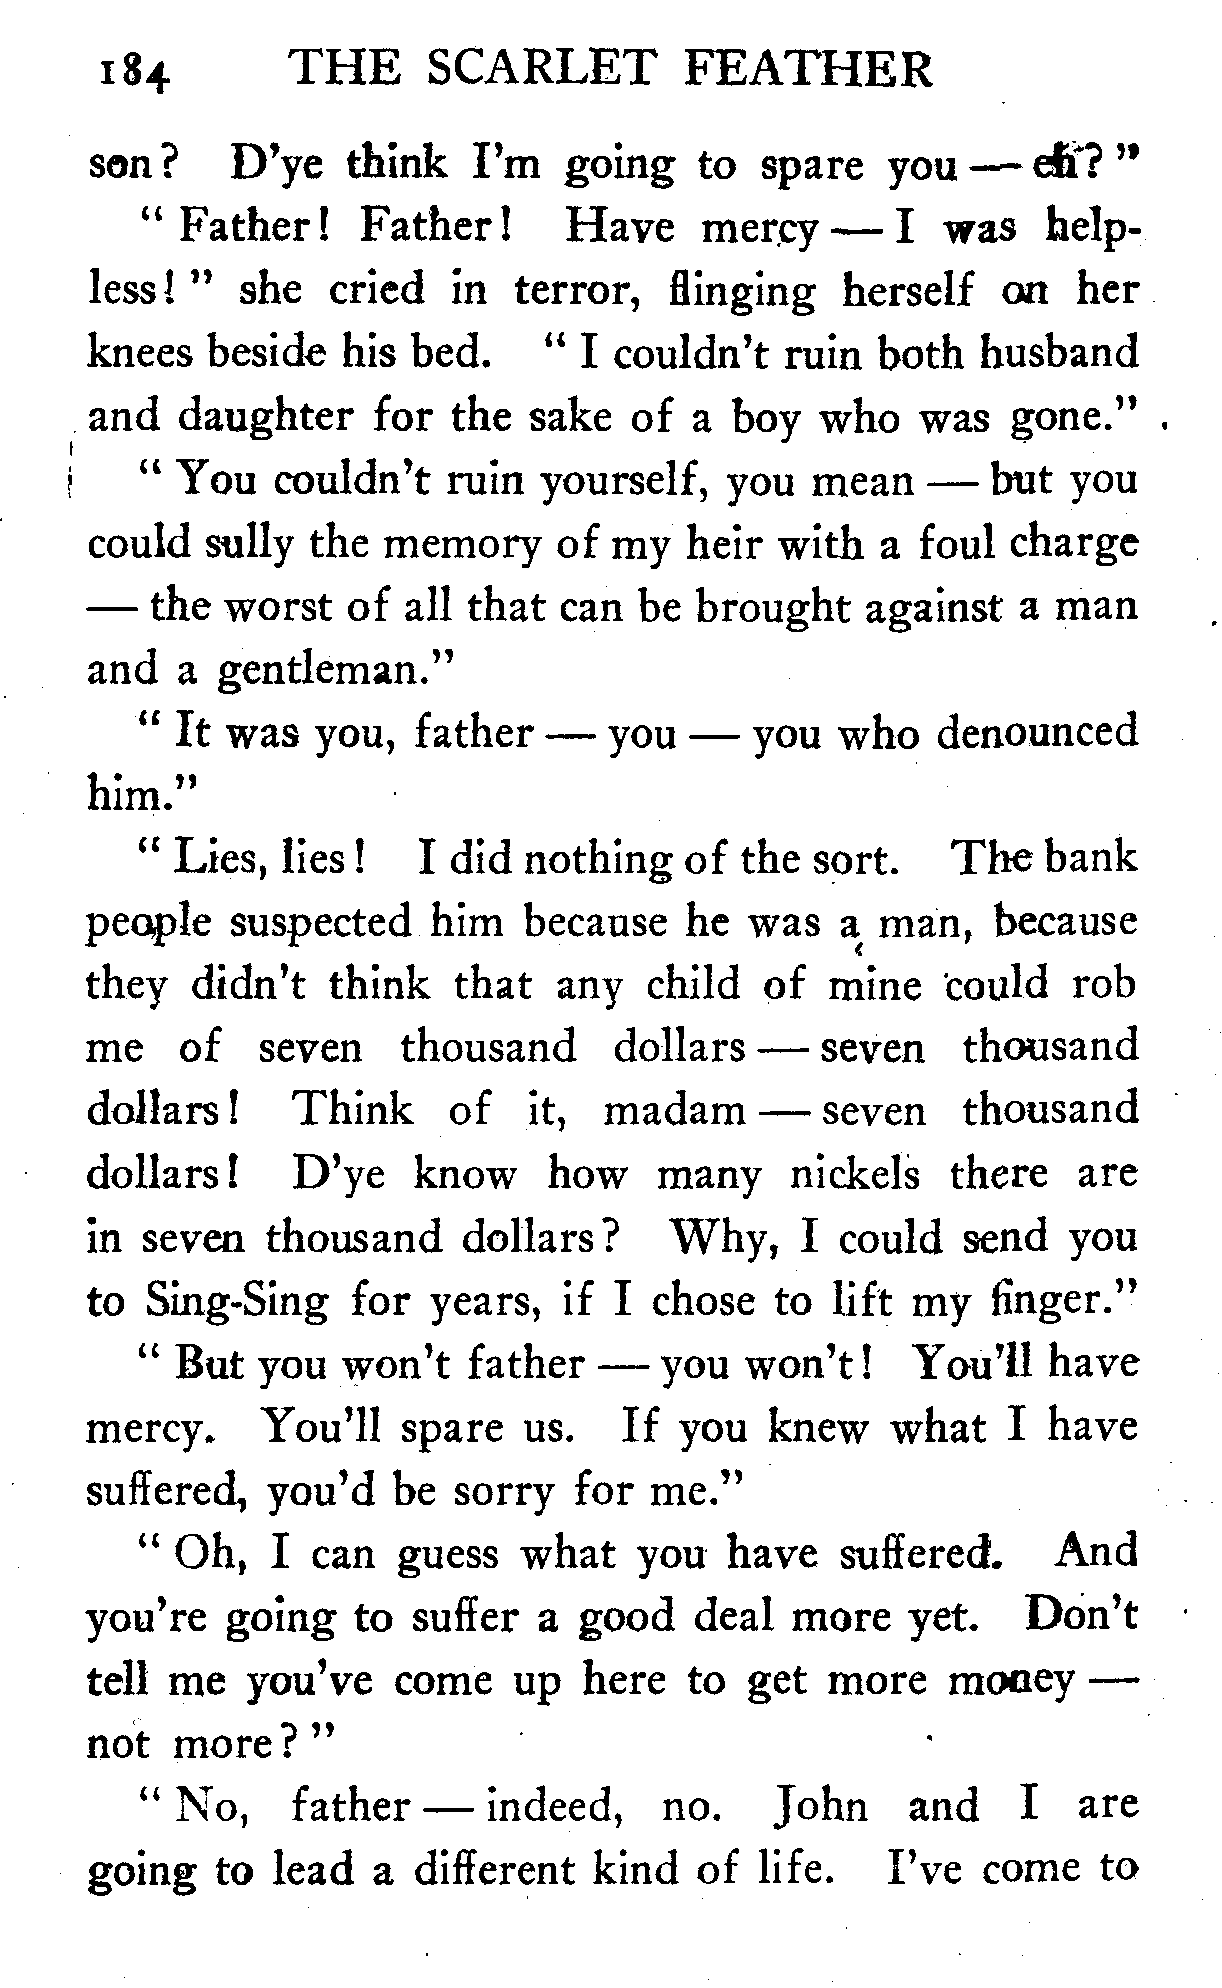 184 THE SCARLET FEATHER
son? D'ye think I'm going to spare you — eh?"
"Father! Father! Have mercy — I was help-
less!" she cried in terror, flinging herself on her
knees beside his bed. "I couldn't ruin both husband
and daughter for the sake of a boy who was gone."
"You couldn't ruin yourself, you mean — but you
could sully the memory of my heir with a foul charge
— the worst of all that can be brought against a man
and a gentleman."
"It was you, father — you — you who denounced
him."
"Lies, lies! I did nothing of the sort. The bank
people suspected him because he was a man, because
they didn't think that any child of mine could rob
me of seven thousand dollars — seven thousand
dollars! Think of it, madam — seven thousand
dollars! D'ye know how many nickels there are
in seven thousand dollars? Why, I could send you
to Sing-Sing for years, if I chose to lift my finger."
"But you won't father — you won't! You'll have
mercy. You'll spare us. If you knew what I have
suffered, you'd be sorry for me."
"Oh, I can guess what you have suffered. And
you're going to suffer a good deal more yet. Don't
tell me you've come up here to get more money —
not more?"
"No, father — indeed, no. John and I are
going to lead a different kind of life. I've come to